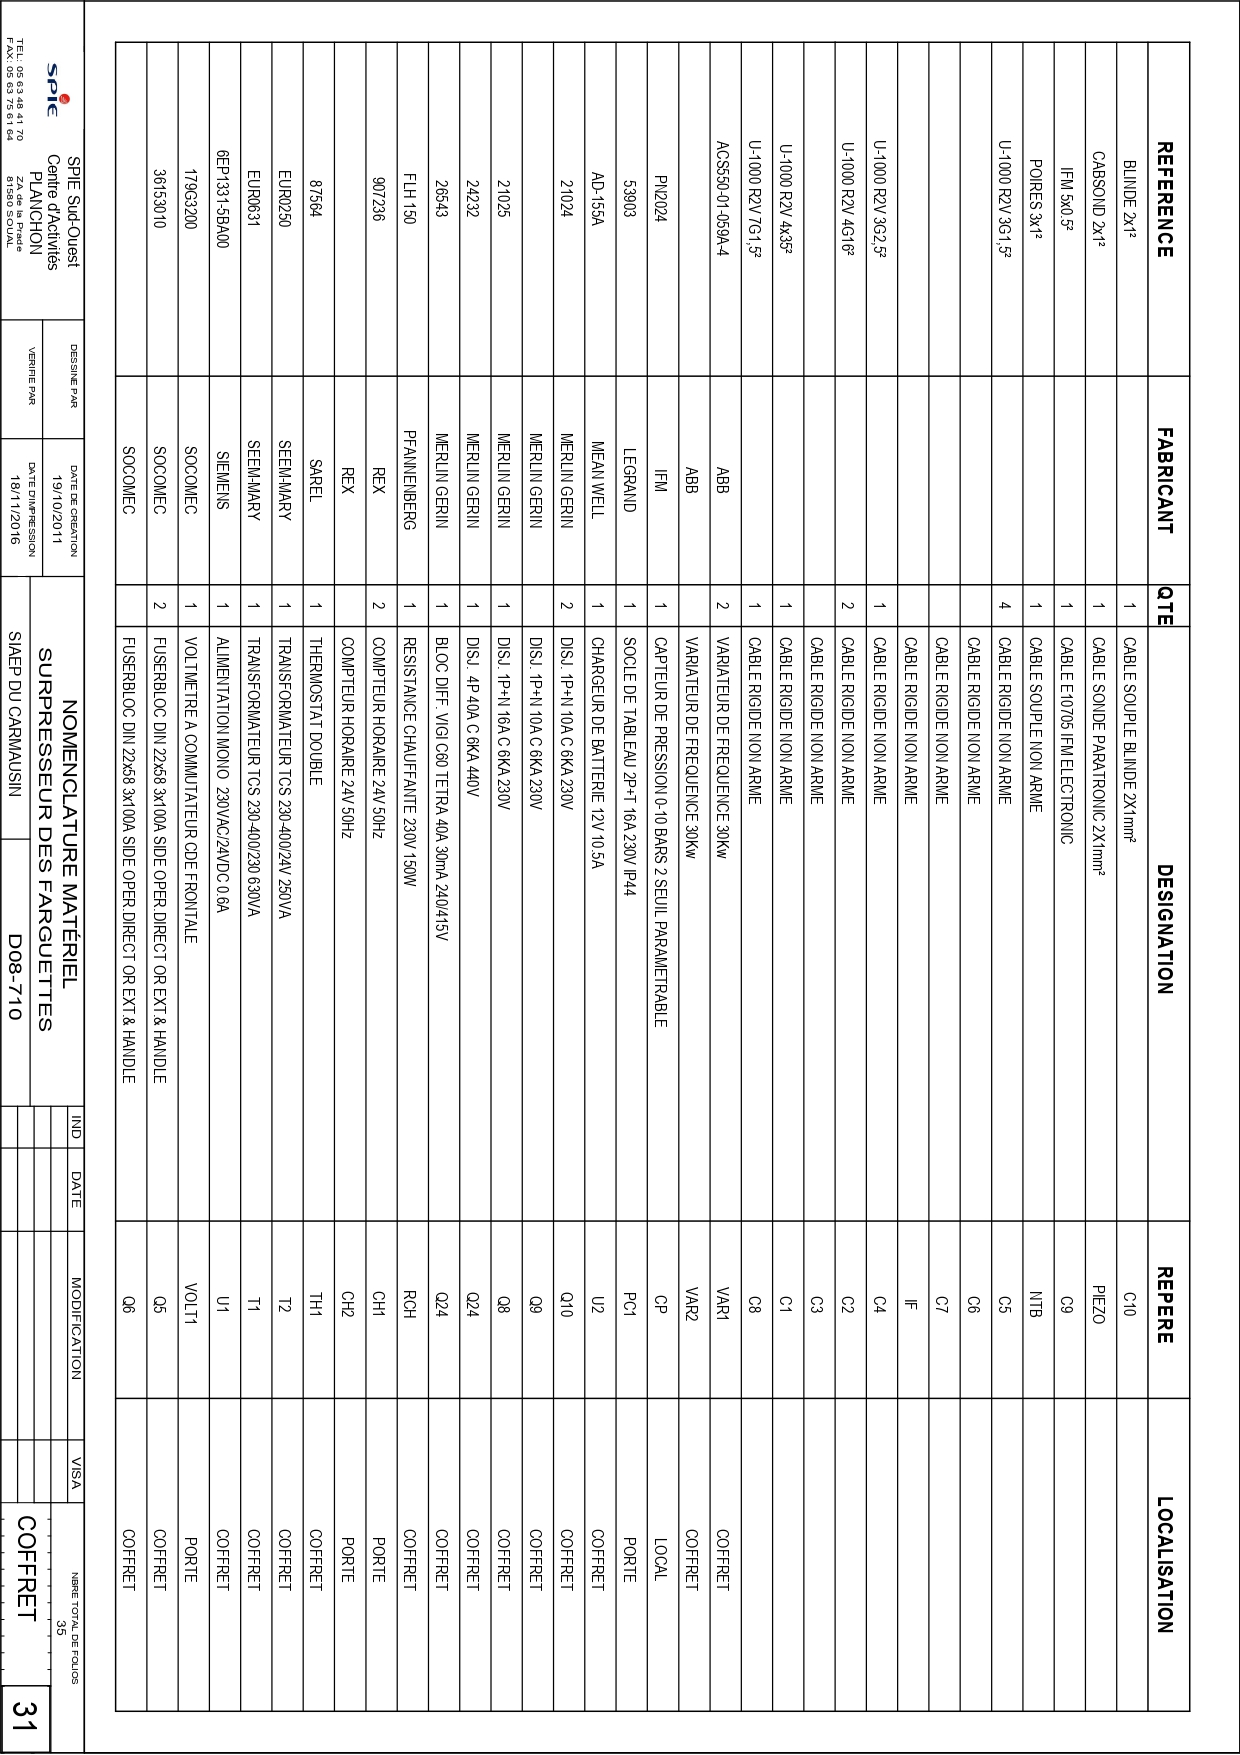 REFERENCE FABRICANT QTE DESIGNATION REPERE LOCALISATION
BLINDE 2x1² 1 CABLE SOUPLE BLINDE 2X1mm² C10
CABSOND 2x1² 1 CABLE SONDE PARATRONIC 2X1mm² PIEZO
IFM 5x0.5² 1 CABLE E10705 IFM ELECTRONIC C9
POIRES 3x1² 1 CABLE SOUPLE NON ARME NTB
U-1000 R2V 3G1,5² 4 CABLE RIGIDE NON ARME C5
CABLE RIGIDE NON ARME C6
CABLE RIGIDE NON ARME C7
CABLE RIGIDE NON ARME IF
U-1000 R2V 3G2,5² 1 CABLE RIGIDE NON ARME C4
U-1000 R2V 4G16² 2 CABLE RIGIDE NON ARME C2
CABLE RIGIDE NON ARME C3
U-1000 R2V 4x35² 1 CABLE RIGIDE NON ARME C1
U-1000 R2V 7G1,5² 1 CABLE RIGIDE NON ARME C8
ACS550-01-059A-4 ABB 2 VARIATEUR DE FREQUENCE 30Kw VAR1 COFFRET
ABB VARIATEUR DE FREQUENCE 30Kw VAR2 COFFRET
PN2024 IFM 1 CAPTEUR DE PRESSION 0-10 BARS 2 SEUIL PARAMETRABLE CP LOCAL
53903 LEGRAND 1 SOCLE DE TABLEAU 2P+T 16A 230V IP44 PC1 PORTE
AD-155A MEAN WELL 1 CHARGEUR DE BATTERIE 12V 10.5A U2 COFFRET
21024 MERLIN GERIN 2 DISJ. 1P+N 10A C 6KA 230V Q10 COFFRET
MERLIN GERIN DISJ. 1P+N 10A C 6KA 230V Q9 COFFRET
21025 MERLIN GERIN 1 DISJ. 1P+N 16A C 6KA 230V Q8 COFFRET
24232 MERLIN GERIN 1 DISJ. 4P 40A C 6KA 440V Q24 COFFRET
26543 MERLIN GERIN 1 BLOC DIFF. VIGI C60 TETRA 40A 30mA 240/415V Q24 COFFRET
FLH 150 PFANNENBERG 1 RESISTANCE CHAUFFANTE 230V 150W RCH COFFRET
907236 REX 2 COMPTEUR HORAIRE 24V 50Hz CH1 PORTE
REX COMPTEUR HORAIRE 24V 50Hz CH2 PORTE
87564 SAREL 1 THERMOSTAT DOUBLE TH1 COFFRET
EUR0250 SEEM-MARY 1 TRANSFORMATEUR TCS 230-400/24V 250VA T2 COFFRET
EUR0631 SEEM-MARY 1 TRANSFORMATEUR TCS 230-400/230 630VA T1 COFFRET
6EP1331-5BA00 SIEMENS 1 ALIMENTATION MONO 230VAC/24VDC 0.6A U1 COFFRET
179G3200 SOCOMEC 1 VOLTMETRE A COMMUTATEUR CDE FRONTALE VOLT1 PORTE
36153010 SOCOMEC 2 FUSERBLOC DIN 22x58 3x100A SIDE OPER.DIRECT OR EXT.& HANDLE Q5 COFFRET
SOCOMEC FUSERBLOC DIN 22x58 3x100A SIDE OPER.DIRECT OR EXT.& HANDLE Q6 COFFRET
SPIE
TEL: 05 63 48 41 70
FAX: 05 63 75 61 64
SPIE Sud-Ouest
Centre d'Activités
PLANCHON
ZA de la Prade
81580 SOUAL
DESSINE PAR
VERIFIE PAR
DATE DE CREATION
19/10/2011
DATE D'IMPRESSION
18/11/2016
NOMENCLATURE MATÉRIEL
SURPRESSEUR DES FARGUETTES
SIAEP DU CARMAUSIN D08-710
IND DATE MODIFICATION VISA
NBRE TOTAL DE FOLIOS
35
COFFRET
31